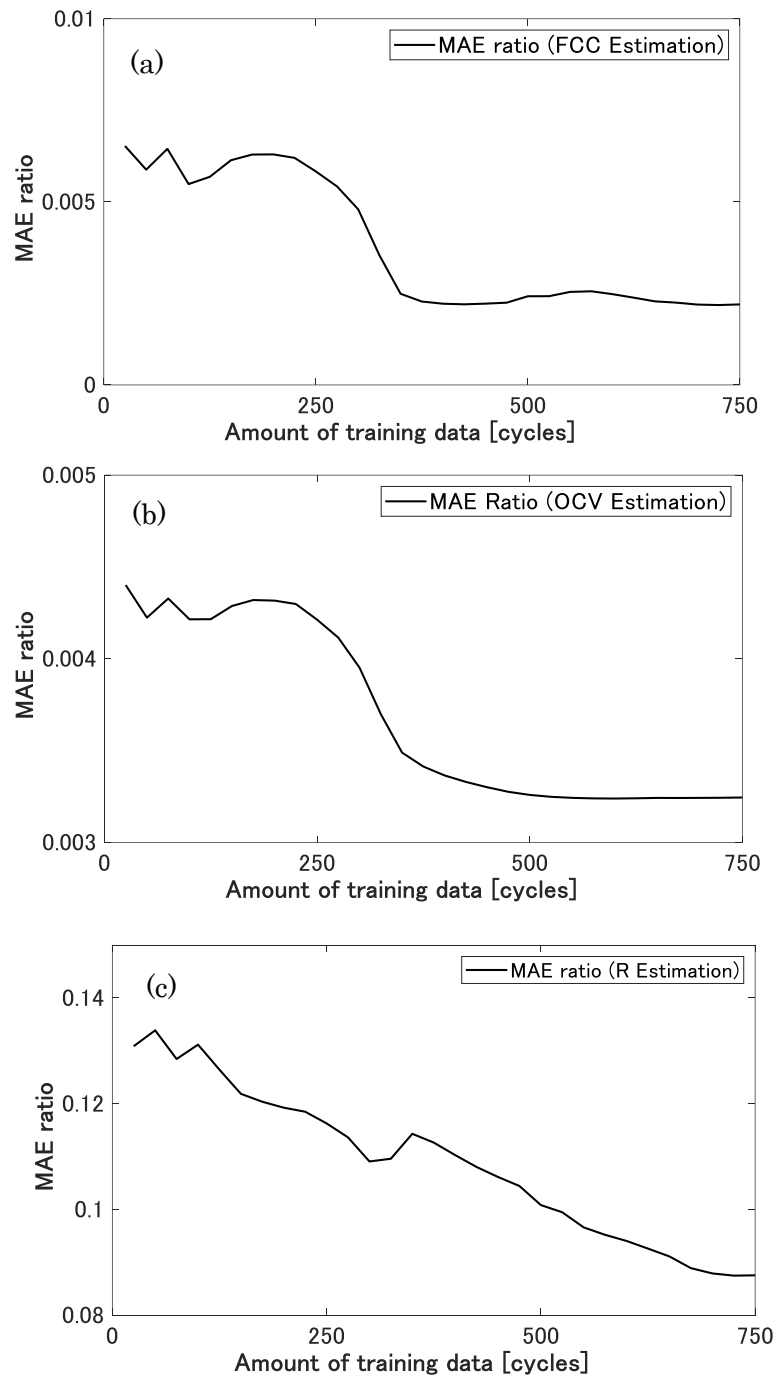 0.01
MAE ratio (FCC Estimation)
(a)
0.005
MAE ratio
0
0 250 500 750
Amount of training data [cycles]
0.005
MAE Ratio (OCV Estimation)
(b)
0.004
MAE ratio
0.003
0 250 500 750
Amount of training data [cycles]
MAE ratio (R Estimation)
(c)
0.14
0.12
MAE ratio
0.1
0.08
0 250 500 750
Amount of training data [cycles]